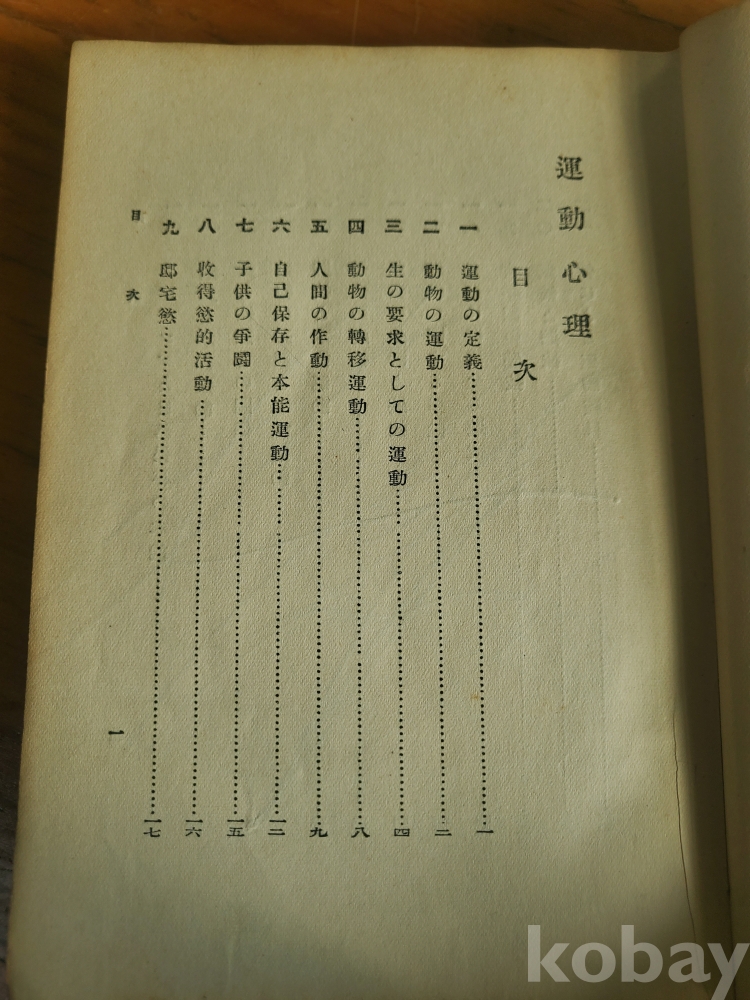 運動心理
目次
一 運動の定義……………一
二 動物の運動……………二
三 生の要求としての運動……………四
四 動物の轉移運動……………八
五 人間の作動……………九
六 自己保存と本能運動……………一二
七 子供の爭鬪……………一五
八 收得慾的活動……………一六
九 邸宅慾……………一七
目次
一
kobay